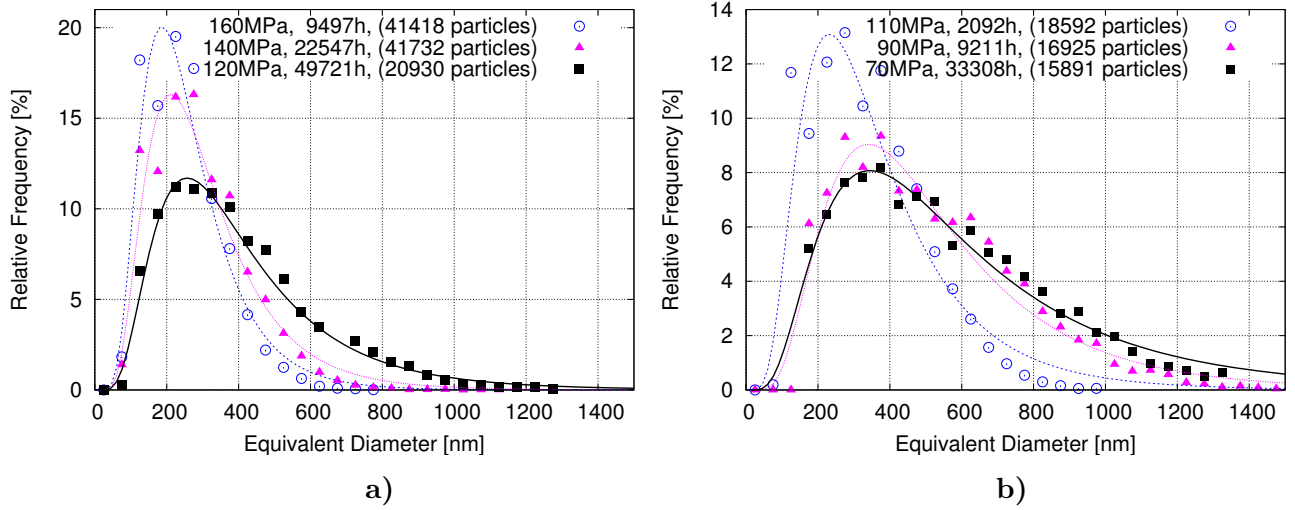 160MPa, 9497h, (41418 particles)
140MPa, 22547h, (41732 particles)
120MPa, 49721h, (20930 particles)
Relative Frequency [%]
20
15
10
5
0
0 200 400 600 800 1000 1200 1400
Equivalent Diameter [nm]
a)
110MPa, 2092h, (18592 particles)
90MPa, 9211h, (16925 particles)
70MPa, 33308h, (15891 particles)
Relative Frequency [%]
14
12
10
8
6
4
2
0
0 200 400 600 800 1000 1200 1400
Equivalent Diameter [nm]
b)